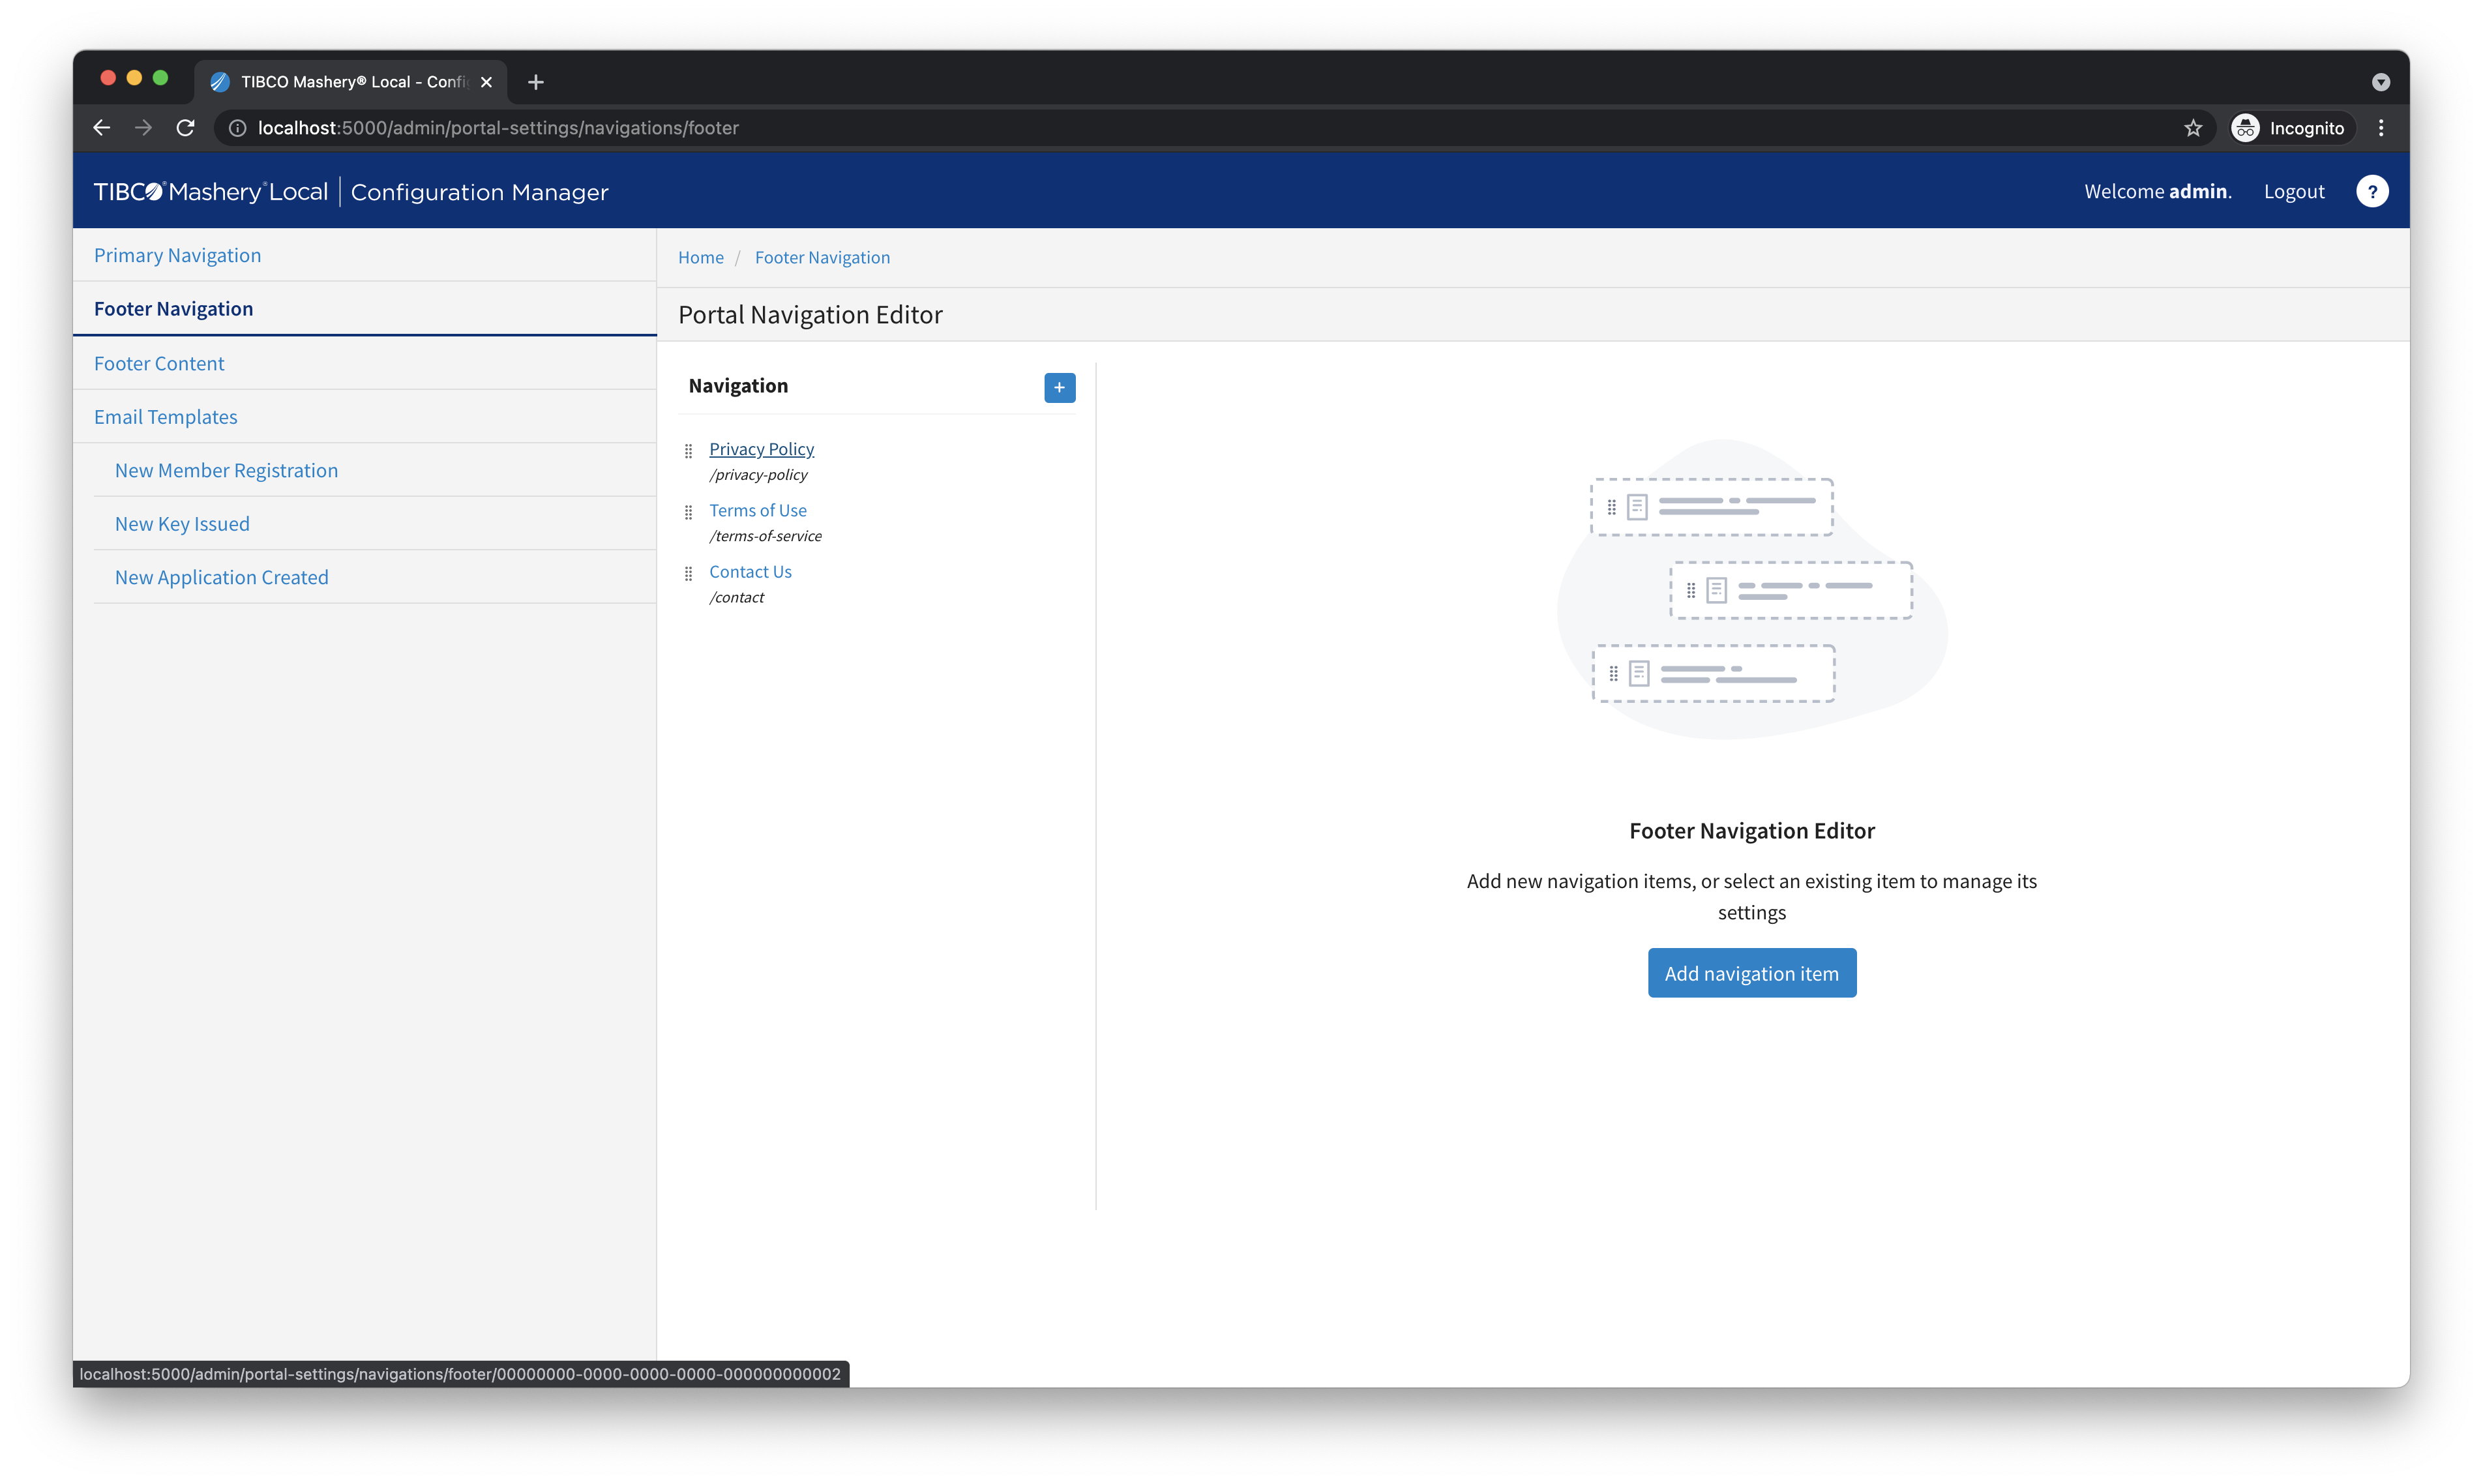 TIBCO Mashery® Local - Confi
localhost:5000/admin/portal-settings/navigations/footer
Incognito
TIBCO® Mashery® Local | Configuration Manager
Welcome admin.
Logout
?
Primary Navigation
Footer Navigation
Footer Content
Email Templates
New Member Registration
New Key Issued
New Application Created
Home / Footer Navigation
Portal Navigation Editor
Navigation
+
Privacy Policy
/privacy-policy
Terms of Use
/terms-of-service
Contact Us
/contact
Footer Navigation Editor
Add new navigation items, or select an existing item to manage its
settings
Add navigation item
localhost:5000/admin/portal-settings/navigations/footer/00000000-0000-0000-0000-000000000002